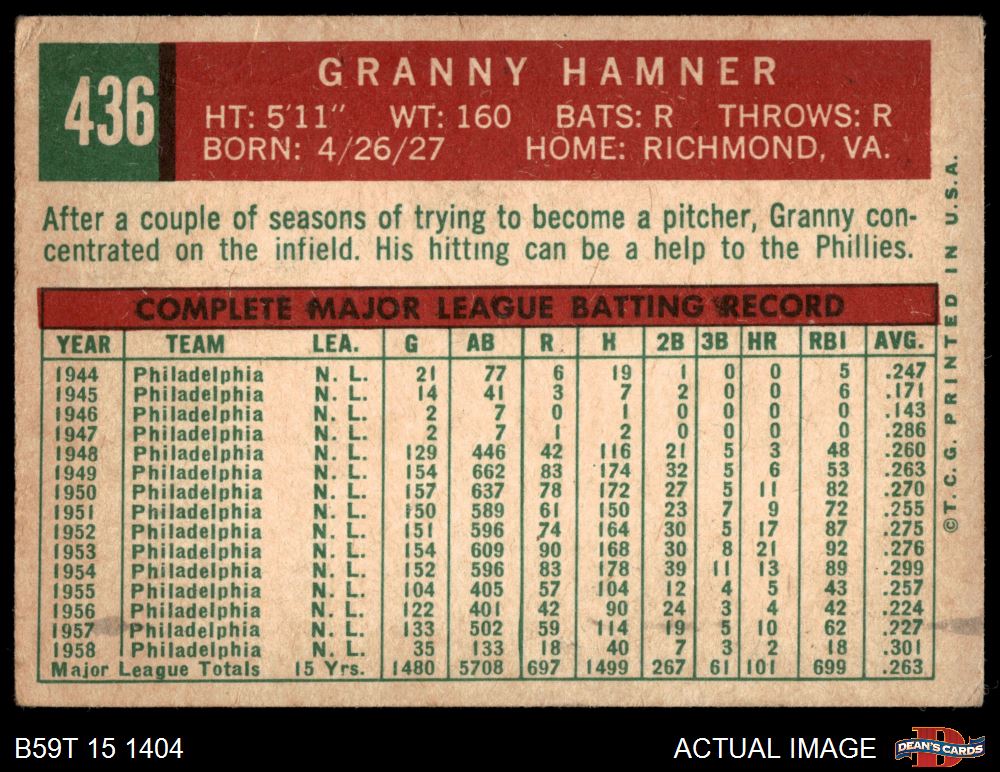 436
GRANNY HAMNER
HT: 5'11" WT: 160 BATS: R THROWS: R
BORN: 4/26/27 HOME: RICHMOND, VA.
After a couple of seasons of trying to become a pitcher, Granny con-
centrated on the infield. His hitting can be a help to the Phillies.
COMPLETE MAJOR LEAGUE BATTING RECORD
YEAR TEAM LEA. G AB R H 2B 3B HR RBI AVG.
1944 Philadelphia N. L. 21 77 6 19 1 0 0 5 .247
1945 Philadelphia N. L. 14 41 3 7 2 0 0 6 .171
1946 Philadelphia N. L. 2 7 0 1 0 0 0 0 .143
1947 Philadelphia N. L. 2 7 1 2 0 0 0 0 .286
1948 Philadelphia N. L. 129 446 42 116 21 5 3 48 .260
1949 Philadelphia N. L. 154 662 83 174 32 5 6 53 .263
1950 Philadelphia N. L. 157 637 78 172 27 5 11 82 .270
1951 Philadelphia N. L. 150 589 61 150 23 7 9 72 .255
1952 Philadelphia N. L. 151 596 74 164 30 5 17 87 .275
1953 Philadelphia N. L. 154 609 90 168 30 8 21 92 .276
1954 Philadelphia N. L. 152 596 83 178 39 11 13 89 .299
1955 Philadelphia N. L. 104 405 57 104 12 4 5 43 .257
1956 Philadelphia N. L. 122 401 42 90 24 3 4 42 .224
1957 Philadelphia N. L. 133 502 59 114 19 5 10 62 .227
1958 Philadelphia N. L. 35 133 18 40 7 3 2 18 .301
Major League Totals 15 Yrs. 1480 5708 697 1499 267 61 101 699 .263
©T.C.G. PRINTED IN U.S.A.
B59T 15 1404
ACTUAL IMAGE
DEAN'S CARDS